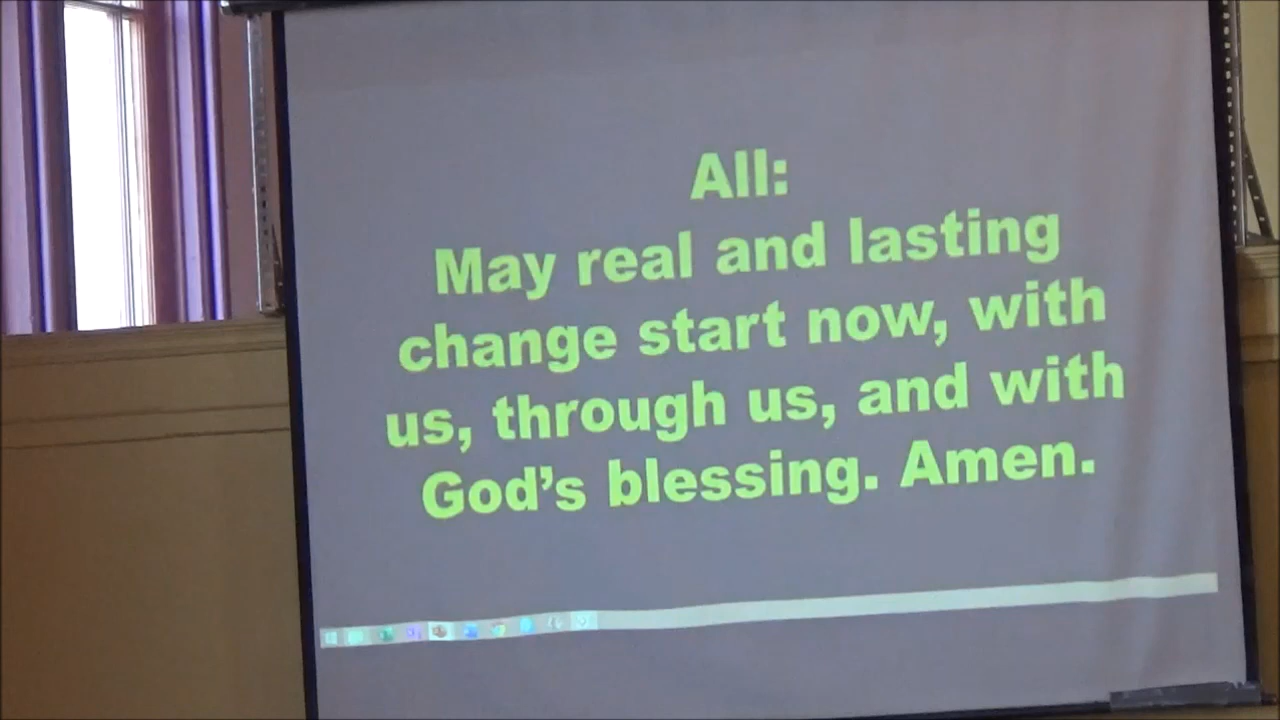 All:
May real and lasting
change start now, with
us, through us, and with
God’s blessing. Amen.